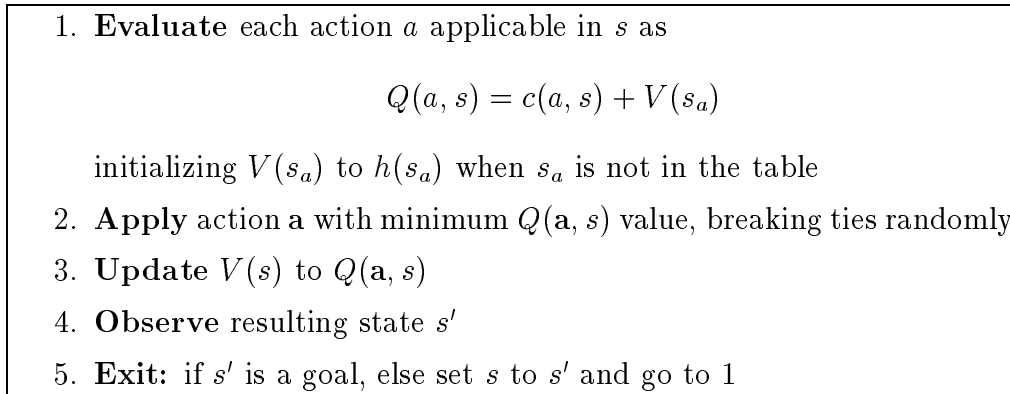 1. Evaluate each action a applicable in s as
Q(a, s) = c(a, s) + V(s_a)
initializing V(s_a) to h(s_a) when s_a is not in the table
2. Apply action a with minimum Q(a, s) value, breaking ties randomly
3. Update V(s) to Q(a, s)
4. Observe resulting state s′
5. Exit: if s′ is a goal, else set s to s′ and go to 1